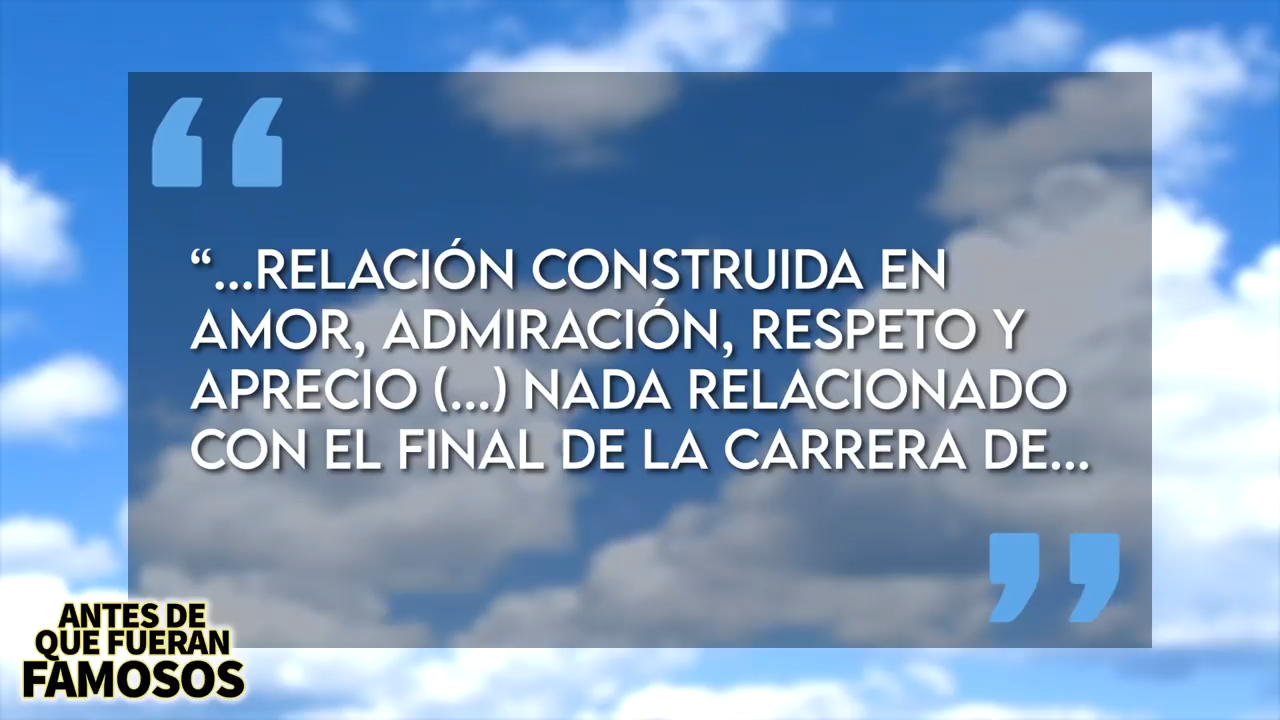 “...RELACIÓN CONSTRUIDA EN
AMOR, ADMIRACIÓN, RESPETO Y
APRECIO (...) NADA RELACIONADO
CON EL FINAL DE LA CARRERA DE...
ANTES DE
QUE FUERAN
FAMOSOS